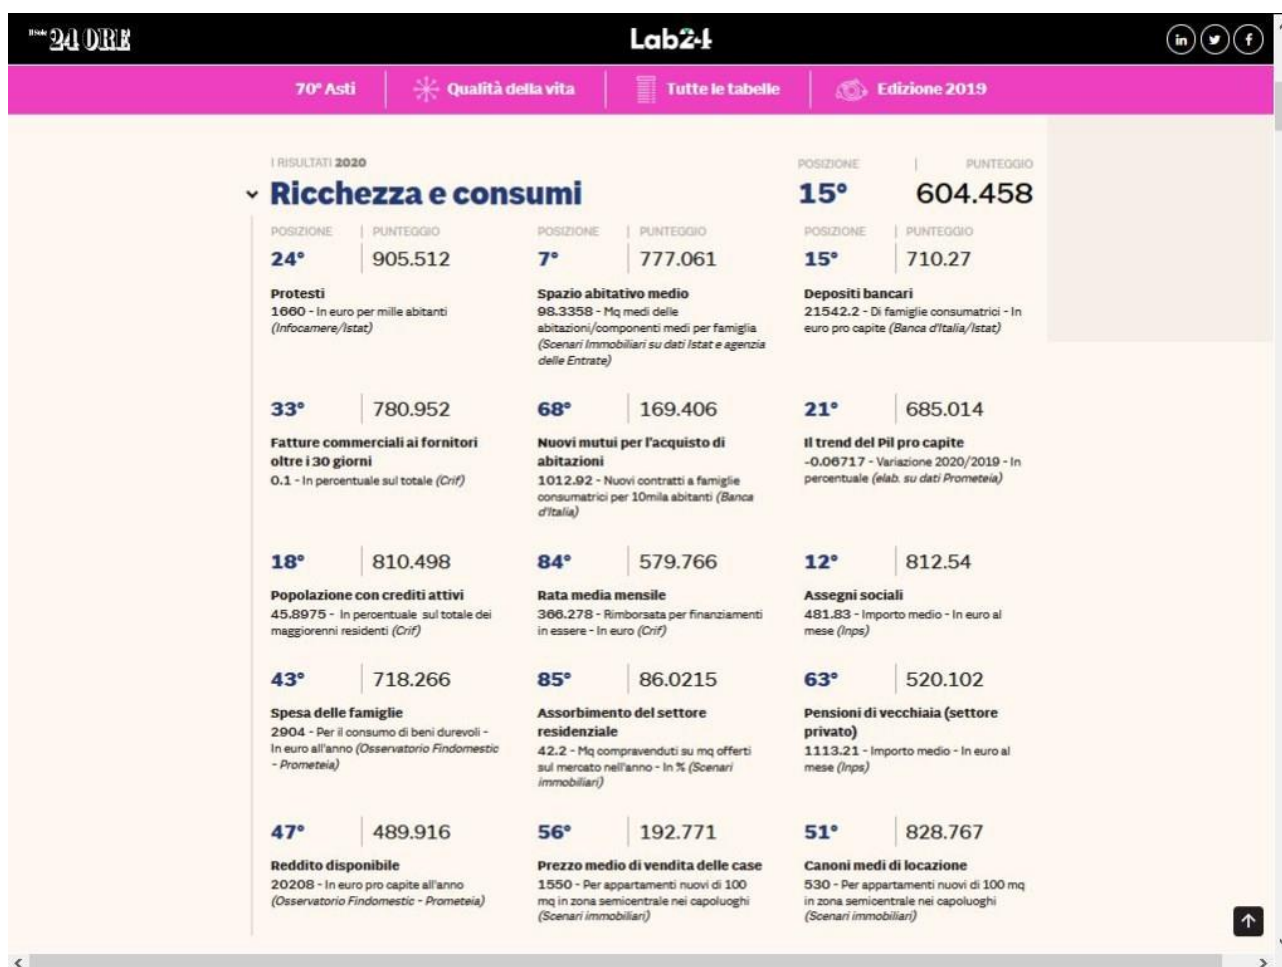 Il Sole 24 ORE
Lab24
in
f
70° Asti
Qualità della vita
Tutte le tabelle
Edizione 2019
I RISULTATI 2020
POSIZIONE | PUNTEGGIO
Ricchezza e consumi
15° 604.458
POSIZIONE | PUNTEGGIO
24° 905.512
Protesti
1660 - In euro per mille abitanti
(Infocamere/Istat)
POSIZIONE | PUNTEGGIO
7° 777.061
Spazio abitativo medio
98.3358 - Mq medi delle
abitazioni/componenti medi per famiglia
(Scenari Immobiliari su dati Istat e agenzia
delle Entrate)
POSIZIONE | PUNTEGGIO
15° 710.27
Depositi bancari
21542.2 - Di famiglie consumatrici - In
euro pro capite (Banca d'Italia/Istat)
33° 780.952
Fatture commerciali ai fornitori
oltre i 30 giorni
0.1 - In percentuale sul totale (Crif)
68° 169.406
Nuovi mutui per l'acquisto di
abitazioni
1012.92 - Nuovi contratti a famiglie
consumatrici per 10mila abitanti (Banca
d'Italia)
21° 685.014
Il trend del Pil pro capite
-0.06717 - Variazione 2020/2019 - In
percentuale (elab. su dati Prometeia)
18° 810.498
Popolazione con crediti attivi
45.8975 - In percentuale sul totale dei
maggiorenni residenti (Crif)
84° 579.766
Rata media mensile
366.278 - Rimborsata per finanziamenti
in essere - In euro (Crif)
12° 812.54
Assegni sociali
481.83 - Importo medio - In euro al
mese (Inps)
43° 718.266
Spesa delle famiglie
2904 - Per il consumo di beni durevoli -
In euro all'anno (Osservatorio Findomestic
- Prometeia)
85° 86.0215
Assorbimento del settore
residenziale
42.2 - Mq compravenduti su mq offerti
sul mercato nell'anno - In % (Scenari
immobiliari)
63° 520.102
Pensioni di vecchiaia (settore
privato)
1113.21 - Importo medio - In euro al
mese (Inps)
47° 489.916
Reddito disponibile
20208 - In euro pro capite all'anno
(Osservatorio Findomestic - Prometeia)
56° 192.771
Prezzo medio di vendita delle case
1550 - Per appartamenti nuovi di 100
mq in zona semicentrale nei capoluoghi
(Scenari immobiliari)
51° 828.767
Canoni medi di locazione
530 - Per appartamenti nuovi di 100 mq
in zona semicentrale nei capoluoghi
(Scenari immobiliari)